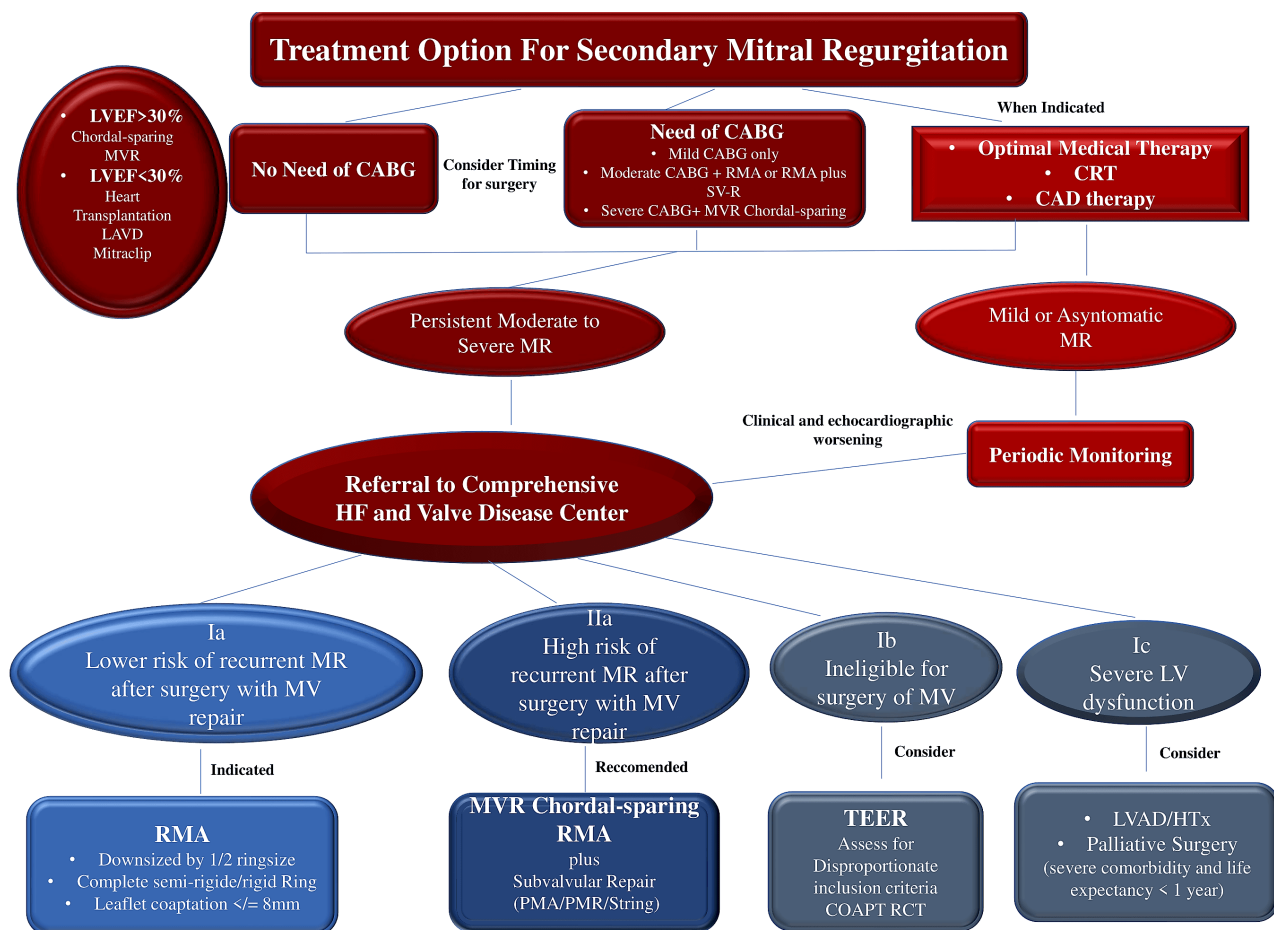 Treatment Option For Secondary Mitral Regurgitation
• LVEF>30%
Chordal-sparing
MVR
• LVEF<30%
Heart
Transplantation
LAVD
Mitraclip
No Need of CABG
Consider Timing
for surgery
Need of CABG
• Mild CABG only
• Moderate CABG + RMA or RMA plus
SV-R
• Severe CABG+ MVR Chordal-sparing
When Indicated
• Optimal Medical Therapy
• CRT
• CAD therapy
Persistent Moderate to
Severe MR
Mild or Asyntomatic
MR
Clinical and echocardiographic
worsening
Periodic Monitoring
Referral to Comprehensive
HF and Valve Disease Center
Ia
Lower risk of recurrent MR
after surgery with MV
repair
IIa
High risk of
recurrent MR after
surgery with MV
repair
Ib
Ineligible for
surgery of MV
Ic
Severe LV
dysfunction
Indicated
Reccomended
Consider
Consider
RMA
• Downsized by 1/2 ringsize
• Complete semi-rigide/rigid Ring
• Leaflet coaptation </= 8mm
MVR Chordal-sparing
RMA
plus
Subvalvular Repair
(PMA/PMR/String)
TEER
Assess for
Disproportionate
inclusion criteria
COAPT RCT
• LVAD/HTx
• Palliative Surgery
(severe comorbidity and life
expectancy < 1 year)